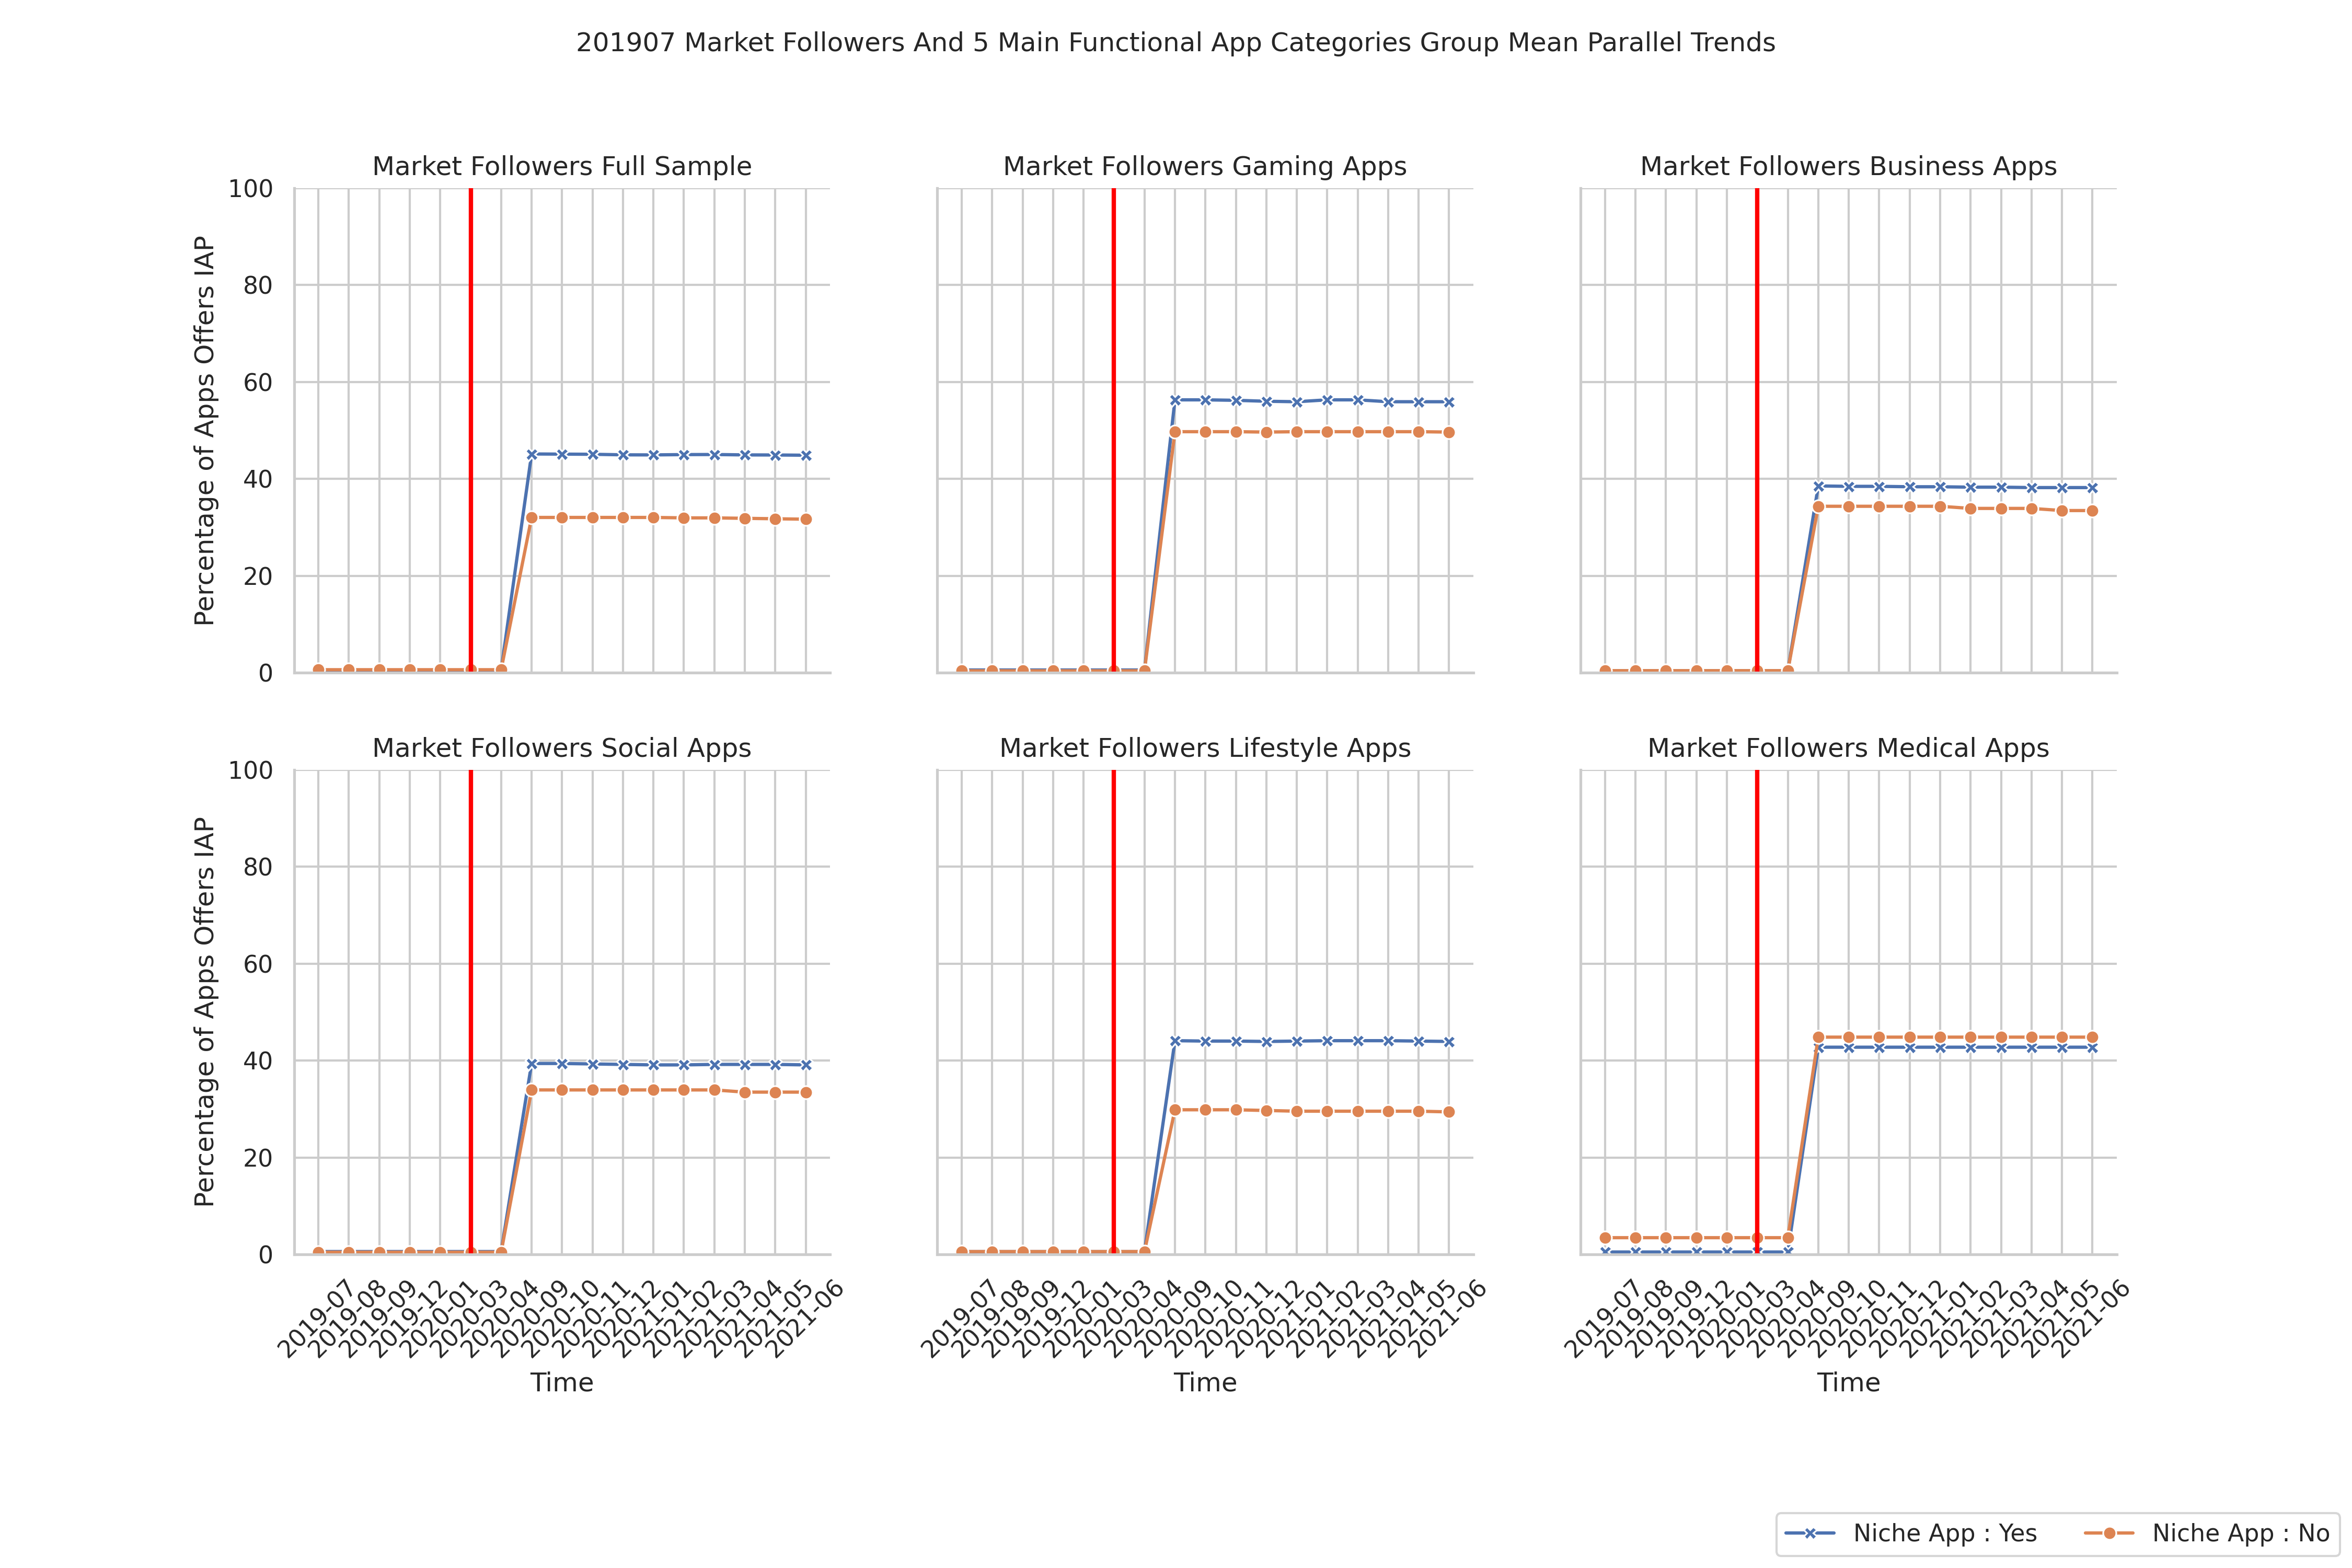 201907 Market Followers And 5 Main Functional App Categories Group Mean Parallel Trends
Market Followers Full Sample
Market Followers Gaming Apps
Market Followers Business Apps
Percentage of Apps Offers IAP
100
80
60
40
20
0
Market Followers Social Apps
Market Followers Lifestyle Apps
Market Followers Medical Apps
Percentage of Apps Offers IAP
100
80
60
40
20
0
2019-07 2019-08 2019-09 2019-12 2020-01 2020-03 2020-04 2020-09 2020-10 2020-11 2020-12 2021-01 2021-02 2021-03 2021-04 2021-05 2021-06
2019-07 2019-08 2019-09 2019-12 2020-01 2020-03 2020-04 2020-09 2020-10 2020-11 2020-12 2021-01 2021-02 2021-03 2021-04 2021-05 2021-06
2019-07 2019-08 2019-09 2019-12 2020-01 2020-03 2020-04 2020-09 2020-10 2020-11 2020-12 2021-01 2021-02 2021-03 2021-04 2021-05 2021-06
Time
Time
Time
Niche App : Yes
Niche App : No